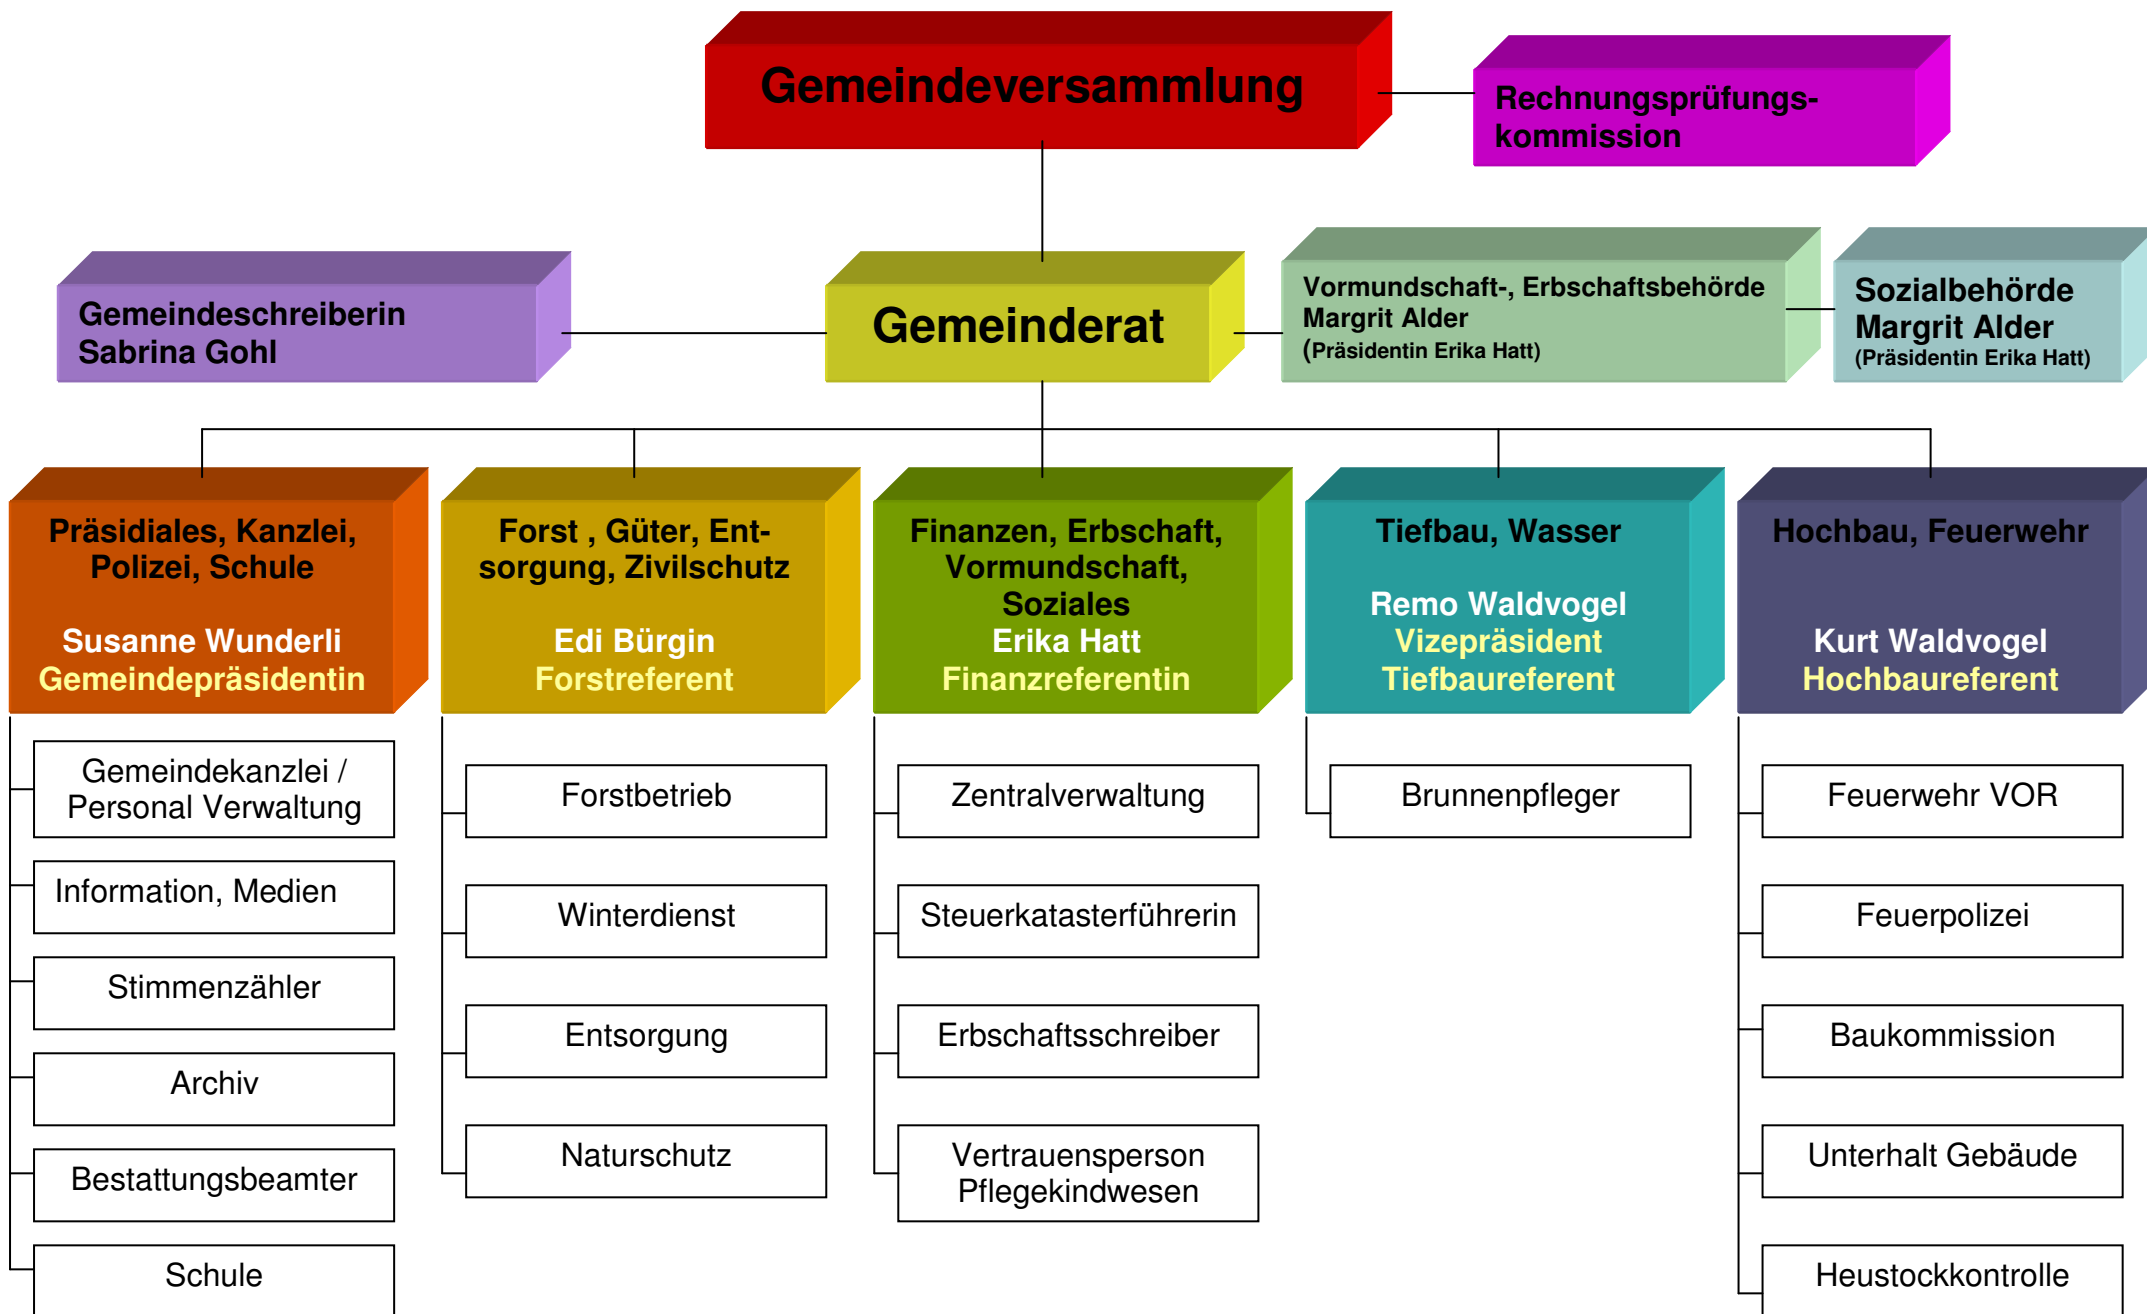 Gemeindeversammlung
Rechnungsprüfungs-
kommission
Gemeindeschreiberin
Sabrina Gohl
Gemeinderat
Vormundschaft-, Erbschaftsbehörde
Margrit Alder
(Präsidentin Erika Hatt)
Sozialbehörde
Margrit Alder
(Präsidentin Erika Hatt)
Präsidiales, Kanzlei,
Polizei, Schule
Susanne Wunderli
Gemeindepräsidentin
Forst , Güter, Ent-
sorgung, Zivilschutz
Edi Bürgin
Forstreferent
Finanzen, Erbschaft,
Vormundschaft,
Soziales
Erika Hatt
Finanzreferentin
Tiefbau, Wasser
Remo Waldvogel
Vizepräsident
Tiefbaureferent
Hochbau, Feuerwehr
Kurt Waldvogel
Hochbaureferent
Gemeindekanzlei /
Personal Verwaltung
Information, Medien
Stimmenzähler
Archiv
Bestattungsbeamter
Schule
Forstbetrieb
Winterdienst
Entsorgung
Naturschutz
Zentralverwaltung
Steuerkatasterführerin
Erbschaftsschreiber
Vertrauensperson
Pflegekindwesen
Brunnenpfleger
Feuerwehr VOR
Feuerpolizei
Baukommission
Unterhalt Gebäude
Heustockkontrolle